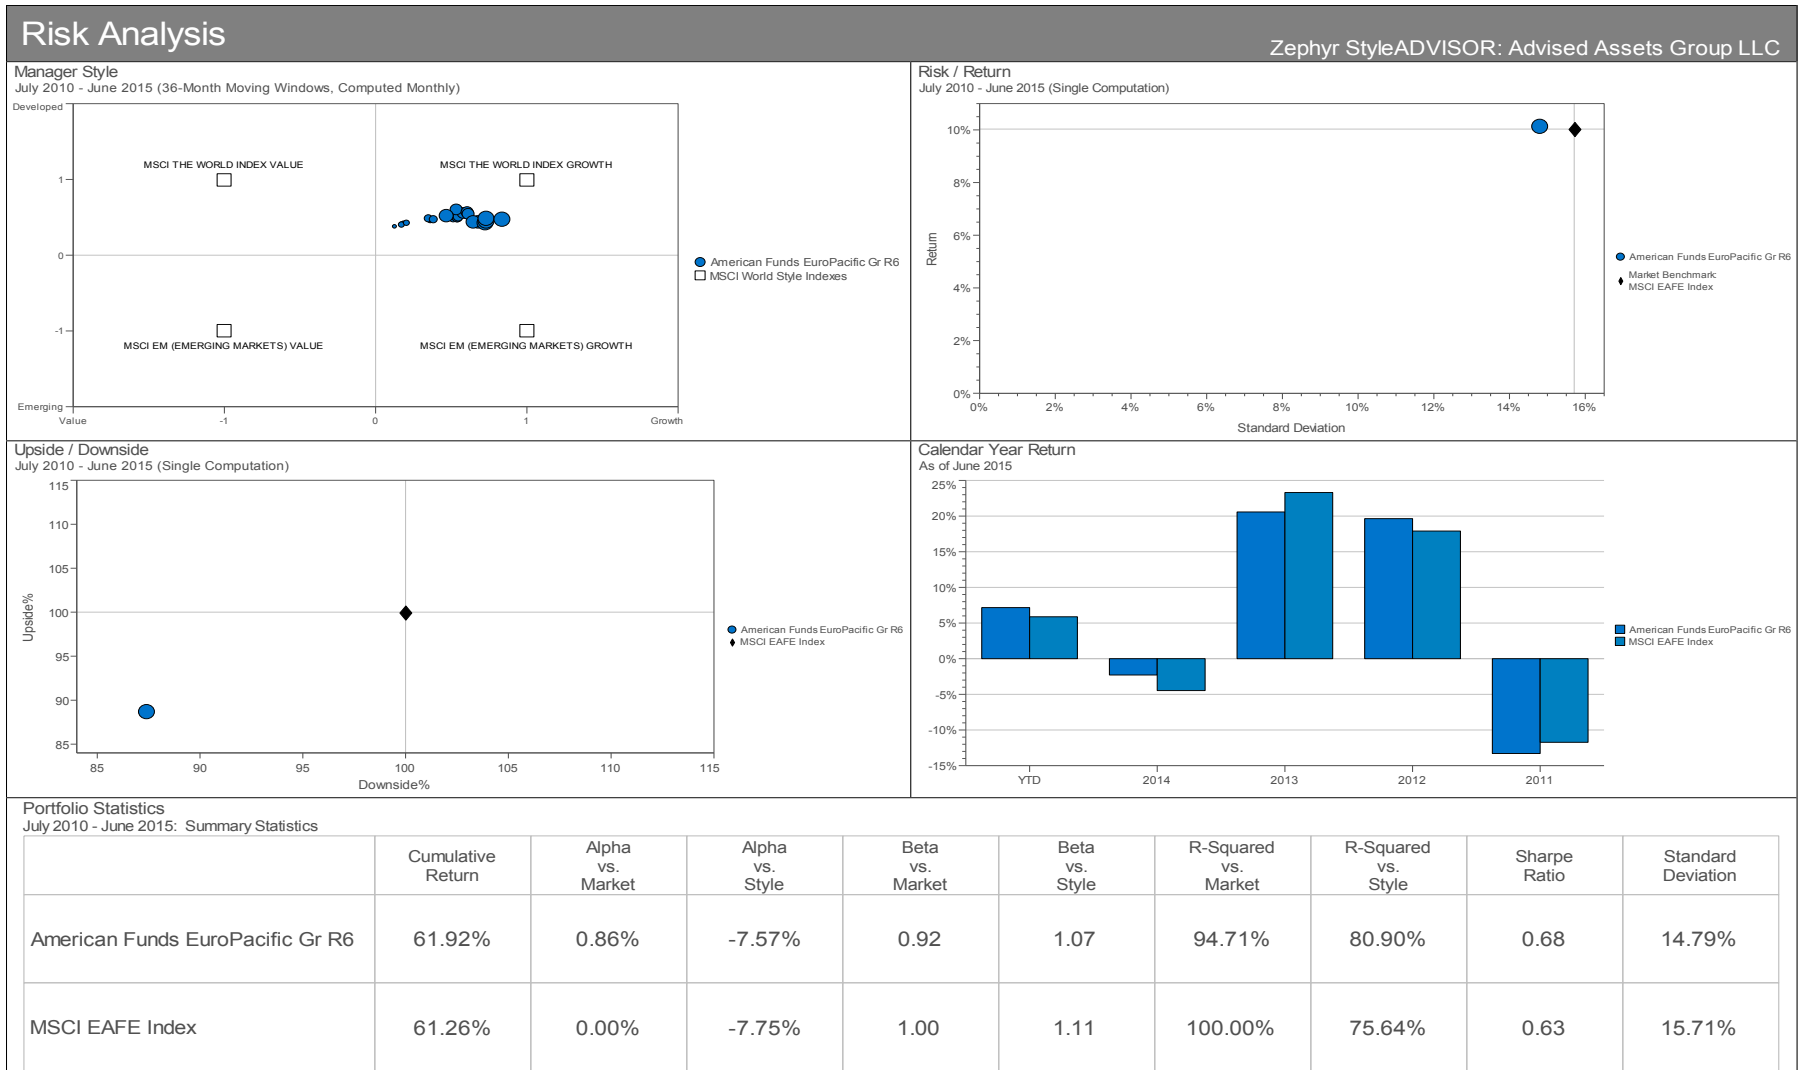 Risk Analysis
Zephyr StyleADVISOR: Advised Assets Group LLC
Manager Style
July 2010 - June 2015 (36-Month Moving Windows, Computed Monthly)
Developed
MSCI THE WORLD INDEX VALUE
MSCI THE WORLD INDEX GROWTH
1
0
-1
MSCI EM (EMERGING MARKETS) VALUE
MSCI EM (EMERGING MARKETS) GROWTH
Emerging
Value
-1
0
1
Growth
American Funds EuroPacific Gr R6
MSCI World Style Indexes
Risk / Return
July 2010 - June 2015 (Single Computation)
Return
10%
8%
6%
4%
2%
0%
0% 2% 4% 6% 8% 10% 12% 14% 16%
Standard Deviation
American Funds EuroPacific Gr R6
Market Benchmark:
MSCI EAFE Index
Upside / Downside
July 2010 - June 2015 (Single Computation)
Upside%
115
110
105
100
95
90
85
85 90 95 100 105 110 115
Downside%
American Funds EuroPacific Gr R6
MSCI EAFE Index
Calendar Year Return
As of June 2015
25%
20%
15%
10%
5%
0%
-5%
-10%
-15%
YTD 2014 2013 2012 2011
American Funds EuroPacific Gr R6
MSCI EAFE Index
Portfolio Statistics
July 2010 - June 2015: Summary Statistics
Cumulative Return Alpha vs. Market Alpha vs. Style Beta vs. Market Beta vs. Style R-Squared vs. Market R-Squared vs. Style Sharpe Ratio Standard Deviation
American Funds EuroPacific Gr R6 61.92% 0.86% -7.57% 0.92 1.07 94.71% 80.90% 0.68 14.79%
MSCI EAFE Index 61.26% 0.00% -7.75% 1.00 1.11 100.00% 75.64% 0.63 15.71%